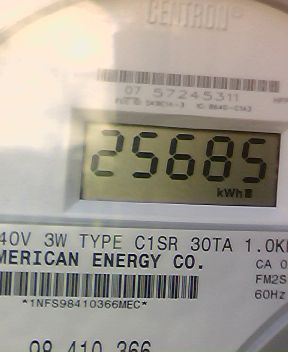 CENTRON®
07 57245311
25685
kWh
40V 3W TYPE C1SR 30TA 1.0K
MERICAN ENERGY CO.
CA 0
FM2S
60Hz
*1NFS98410366MEC*
98 410 366